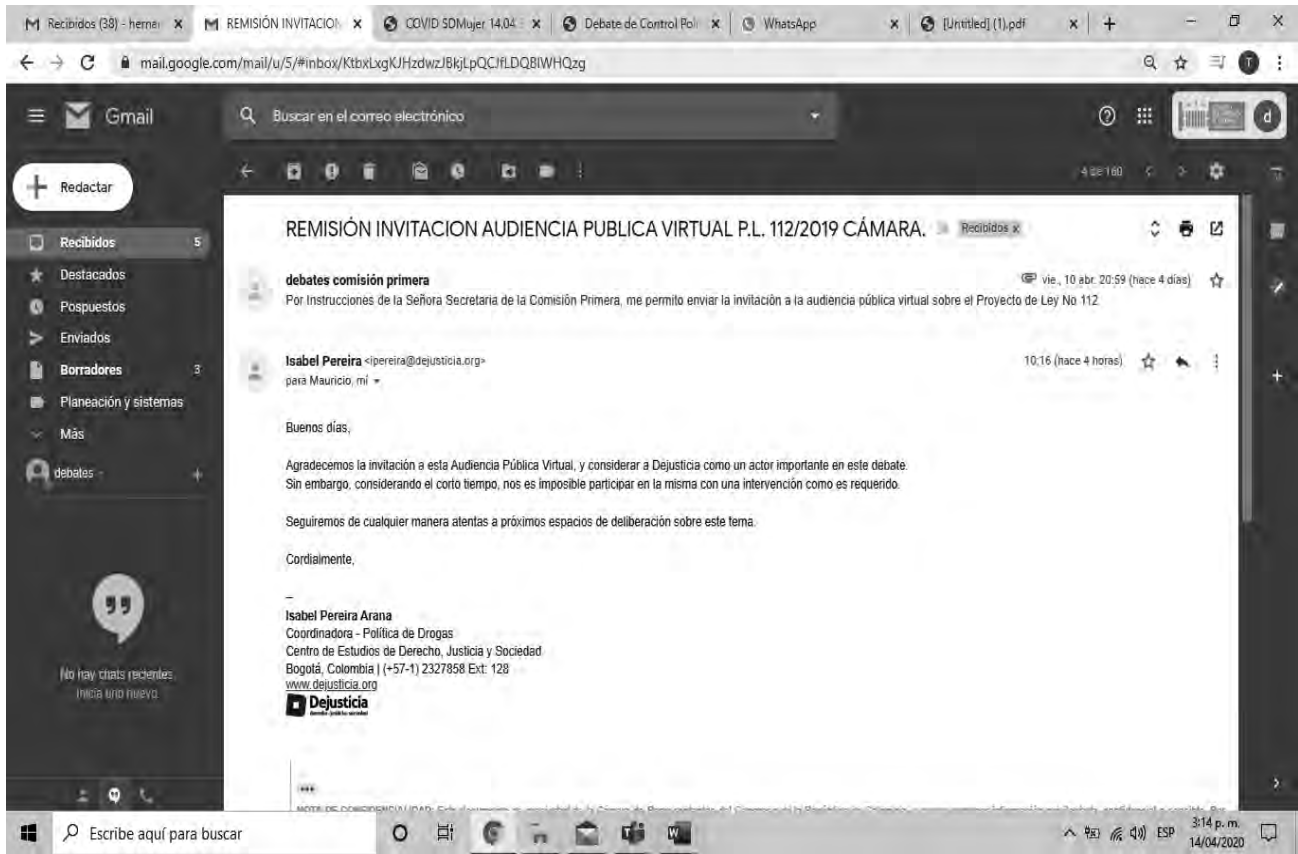 Recibidos (38) - hernar
REMISIÓN INVITACION
COVID SDMujer 14.04
Debate de Control Polí
WhatsApp
[Untitled] (1).pdf
mail.google.com/mail/u/5/#inbox/KtbxLxgKJHzdwzJBkjLpQCJfLDQBlWHQzg
Gmail
Buscar en el correo electrónico
Redactar
4 de 160
REMISIÓN INVITACION AUDIENCIA PUBLICA VIRTUAL P.L. 112/2019 CÁMARA.
Recibidos x
Recibidos 5
Destacados
Pospuestos
Enviados
Borradores 3
Planeación y sistemas
Más
debates
No hay chats recientes
Inicia uno nuevo
debates comisión primera
vie., 10 abr. 20:59 (hace 4 días)
Por Instrucciones de la Señora Secretaria de la Comisión Primera, me permito enviar la invitación a la audiencia pública virtual sobre el Proyecto de Ley No 112
Isabel Pereira <ipereira@dejusticia.org>
10:16 (hace 4 horas)
para Mauricio, mí
Buenos días,
Agradecemos la invitación a esta Audiencia Pública Virtual, y considerar a Dejusticia como un actor importante en este debate.
Sin embargo, considerando el corto tiempo, nos es imposible participar en la misma con una intervención como es requerido.
Seguiremos de cualquier manera atentas a próximos espacios de deliberación sobre este tema.
Cordialmente,
--
Isabel Pereira Arana
Coordinadora - Política de Drogas
Centro de Estudios de Derecho, Justicia y Sociedad
Bogotá, Colombia | (+57-1) 2327858 Ext: 128
www.dejusticia.org
Dejusticia
Escribe aquí para buscar
ESP
3:14 p. m.
14/04/2020